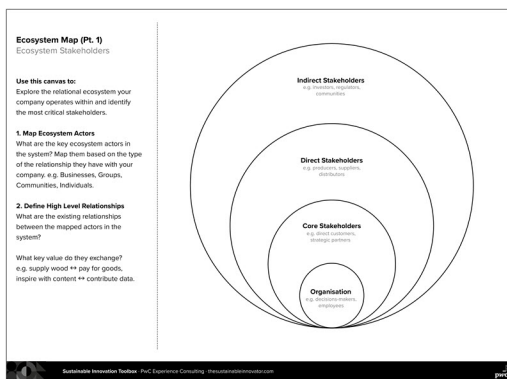 Ecosystem Map (Pt. 1)
Ecosystem Stakeholders
Use this canvas to:
Explore the relational ecosystem your
company operates within and identify
the most critical stakeholders.
1. Map Ecosystem Actors
What are the key ecosystem actors in
the system? Map them based on the type
of the relationship they have with your
company. e.g. Businesses, Groups,
Communities, Individuals.
2. Define High Level Relationships
What are the existing relationships
between the mapped actors in the
system?
What key value do they exchange?
e.g. supply wood ↔ pay for goods,
inspire with content ↔ contribute data.
Indirect Stakeholders
e.g. investors, regulators,
communities
Direct Stakeholders
e.g. producers, suppliers,
distributors
Core Stakeholders
e.g. direct customers,
strategic partners
Organisation
e.g. decisions makers,
employees
Sustainable Innovation Toolbox · PwC Experience Consulting · thesustainableinnovator.com
pwc